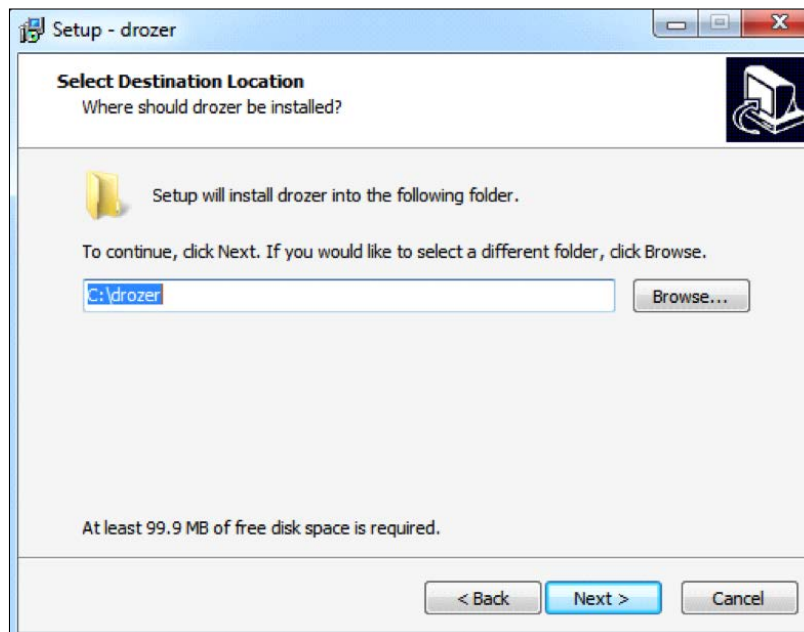 Setup - drozer
Select Destination Location
Where should drozer be installed?
Setup will install drozer into the following folder.
To continue, click Next. If you would like to select a different folder, click Browse.
C:\drozer
Browse...
At least 99.9 MB of free disk space is required.
< Back
Next >
Cancel